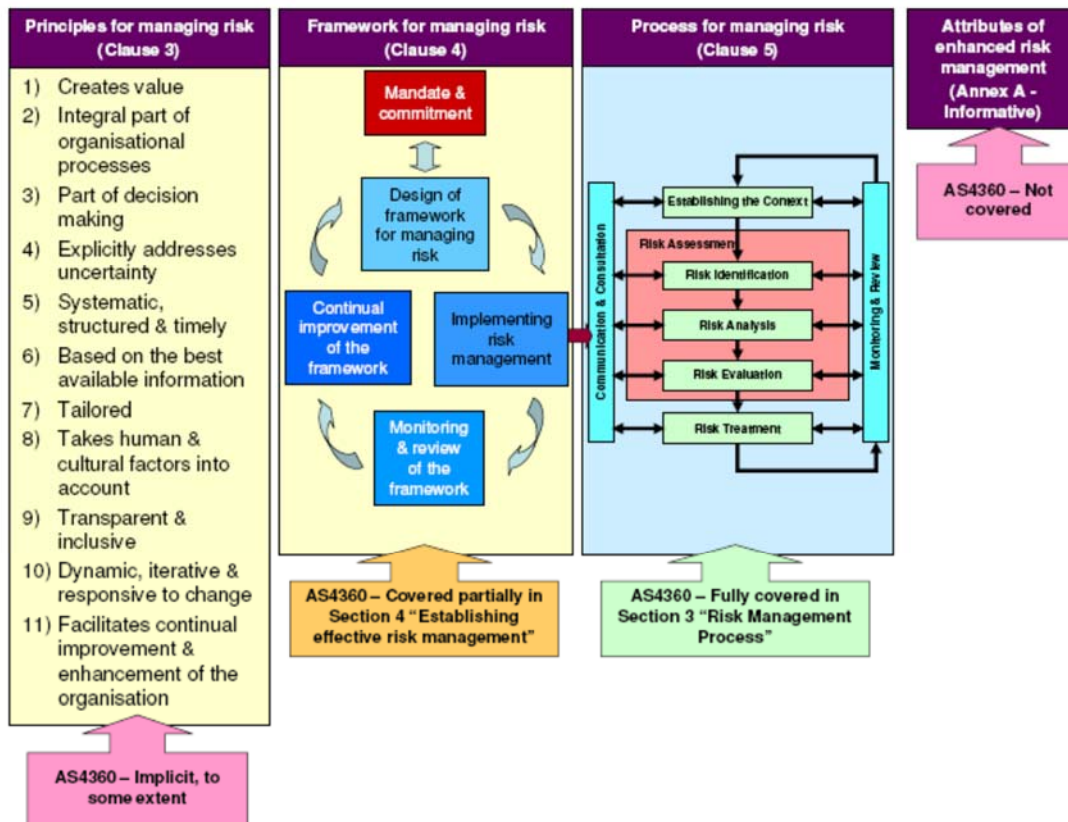 Principles for managing risk
(Clause 3)
1) Creates value
2) Integral part of
organisational
processes
3) Part of decision
making
4) Explicitly addresses
uncertainty
5) Systematic,
structured & timely
6) Based on the best
available information
7) Tailored
8) Takes human &
cultural factors into
account
9) Transparent &
inclusive
10) Dynamic, iterative &
responsive to change
11) Facilitates continual
improvement &
enhancement of the
organisation
AS4360 – Implicit, to
some extent
Framework for managing risk
(Clause 4)
Mandate &
commitment
Design of
framework
for managing
risk
Continual
improvement
of the
framework
Implementing
risk
management
Monitoring
& review
of the
framework
AS4360 – Covered partially in
Section 4 “Establishing
effective risk management”
Process for managing risk
(Clause 5)
Communication & Consultation
Establishing the Context
Risk Assessment
Risk Identification
Risk Analysis
Risk Evaluation
Risk Treatment
Monitoring & Review
AS4360 – Fully covered in
Section 3 “Risk Management
Process”
Attributes of
enhanced risk
management
(Annex A -
Informative)
AS4360 – Not
covered